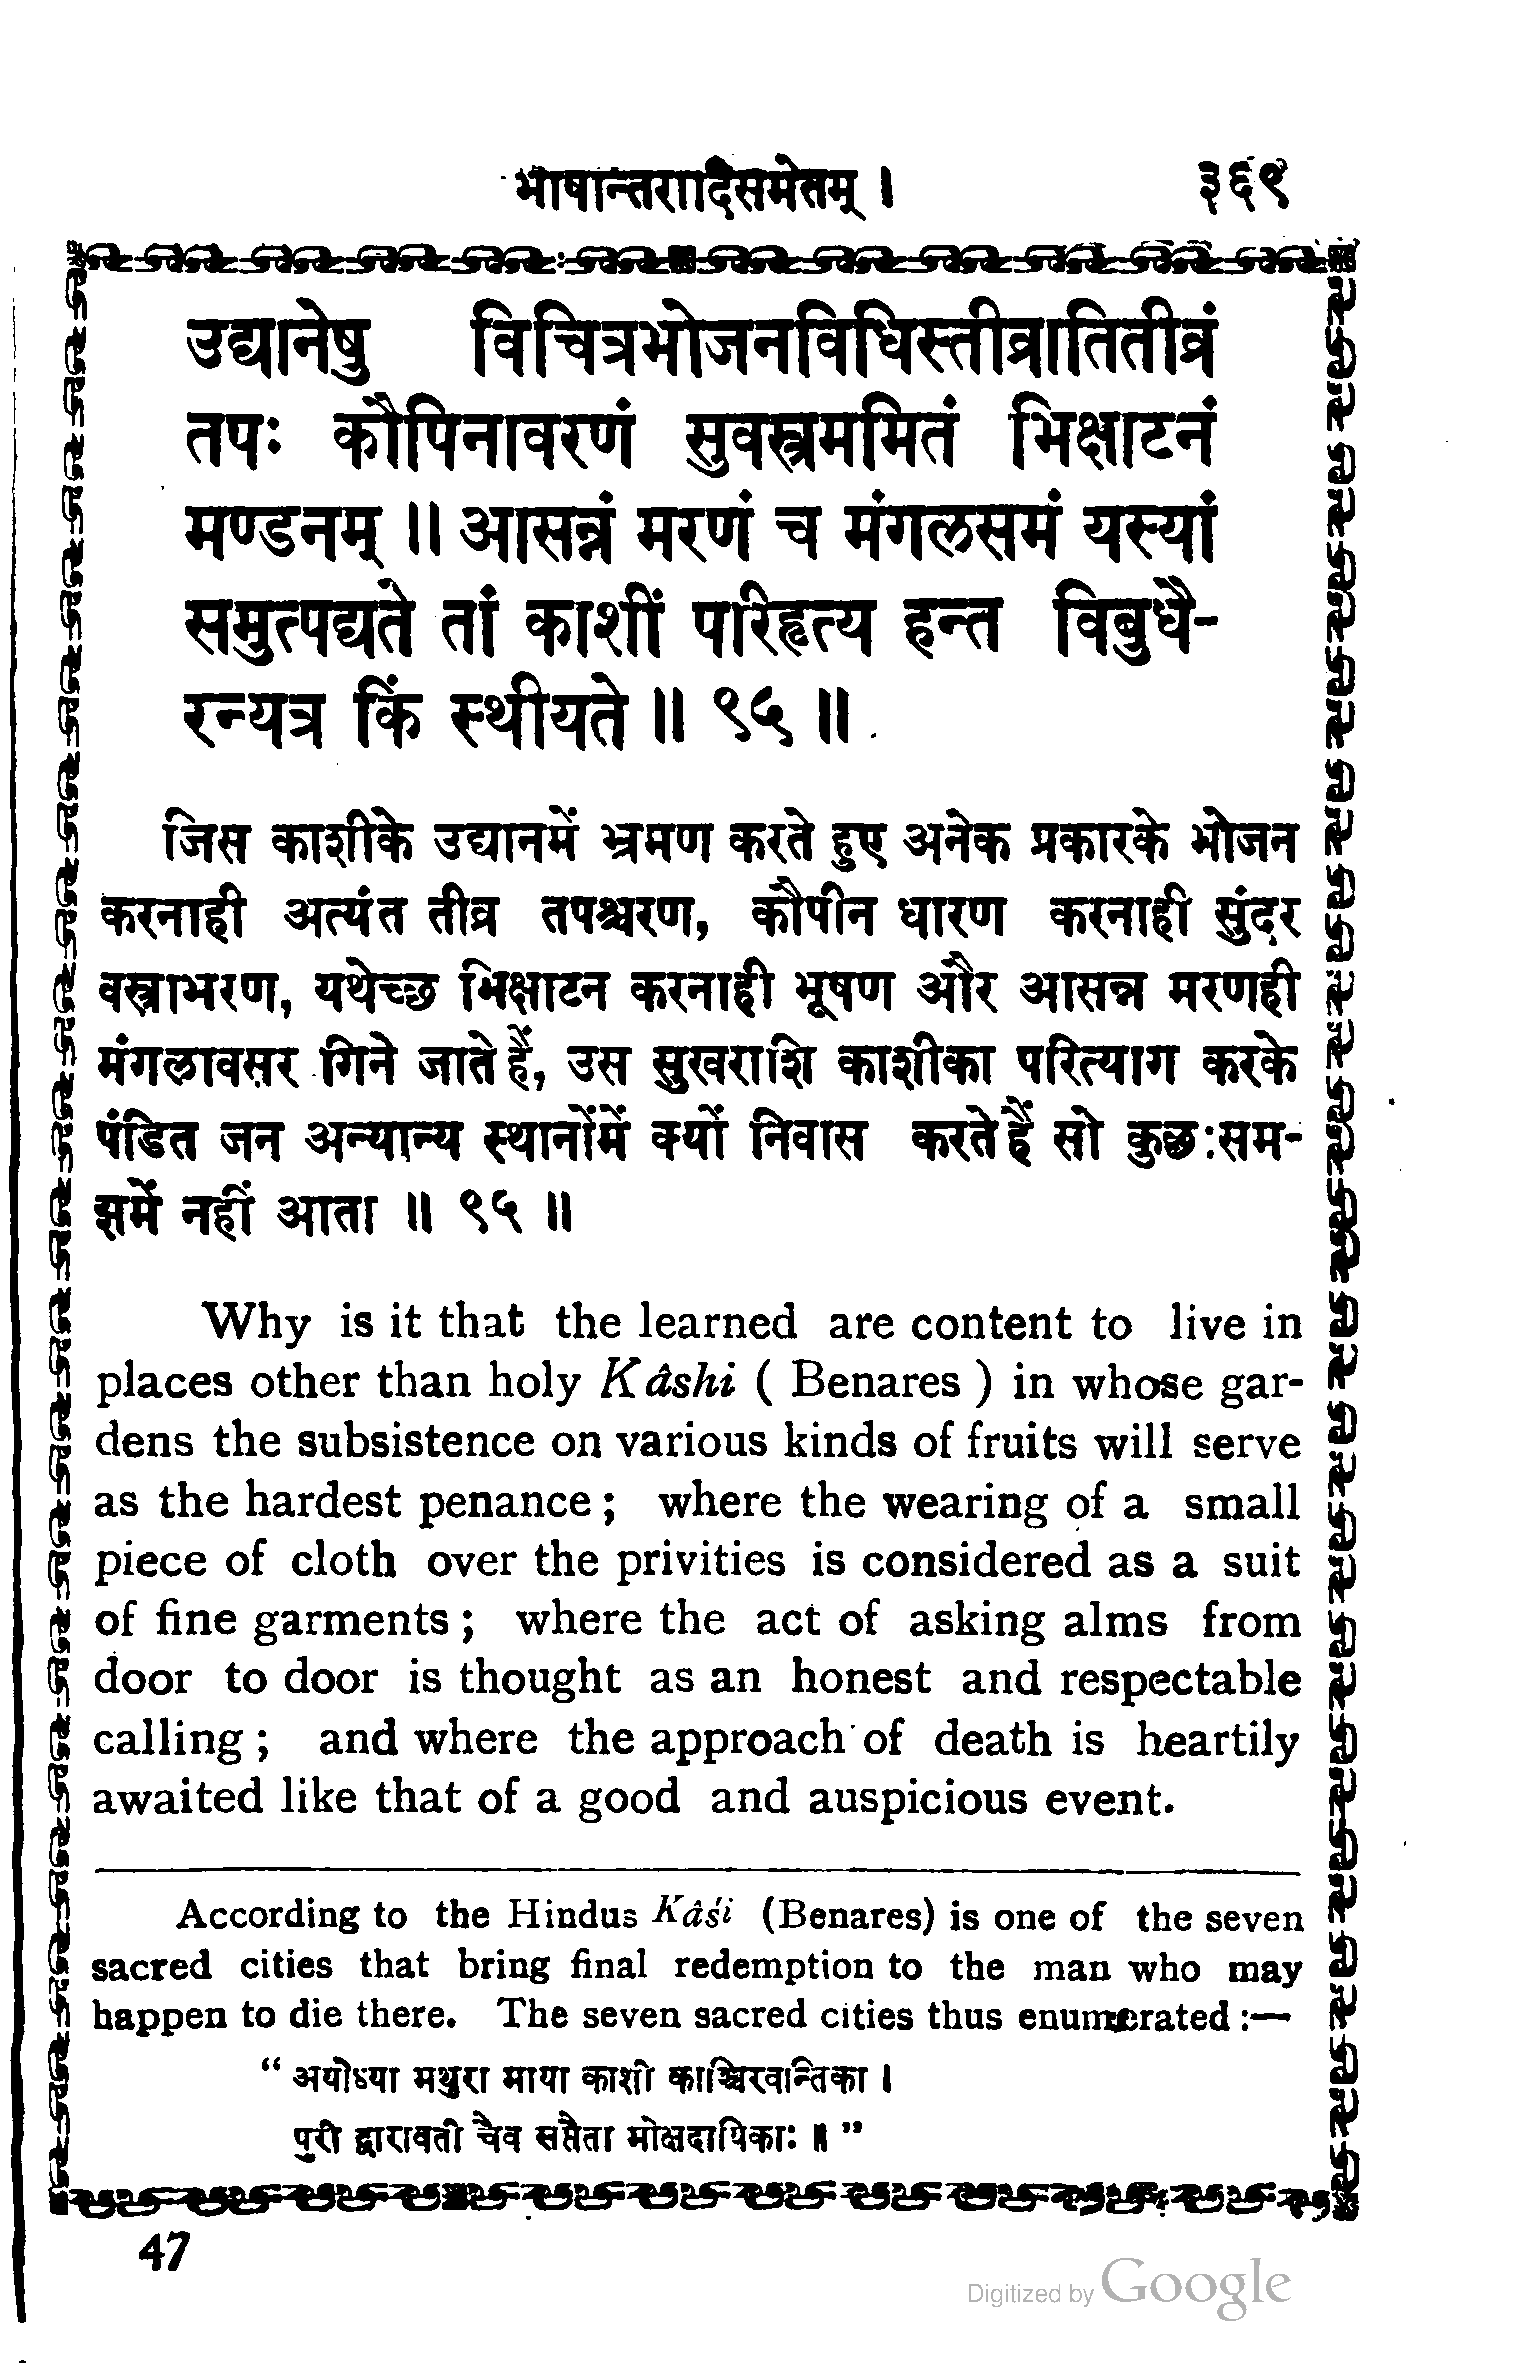 भाषान्तरादिसमेतम् । ३६९
उद्यानेषु विचित्रभोजनविधिस्तीव्रातितीव्रं
तपः कौपिनावरणं सुवस्त्रममितं भिक्षाटनं
मण्डनम् ॥ आसन्नं मरणं च मंगलसमं यस्यां
समुत्पद्यते तां काशीं परिहृत्य हन्त विबुधै-
रन्यत्र किं स्थीयते ॥ ९५ ॥
जिस काशीके उद्यानमें भ्रमण करते हुए अनेक प्रकारके भोजन
करनाही अत्यंत तीव्र तपश्चरण, कौपीन धारण करनाही सुंदर
वस्त्राभरण, यथेच्छ भिक्षाटन करनाही भूषण और आसन्न मरणही
मंगलावसर गिने जाते हैं, उस सुखराशि काशीका परित्याग करके
पंडित जन अन्यान्य स्थानोंमें क्यों निवास करते हैं सो कुछ सम-
झमें नहीं आता ॥ ९५ ॥
Why is it that the learned are content to live in
places other than holy Kâshi ( Benares ) in whose gar-
dens the subsistence on various kinds of fruits will serve
as the hardest penance ; where the wearing of a small
piece of cloth over the privities is considered as a suit
of fine garments ; where the act of asking alms from
door to door is thought as an honest and respectable
calling ; and where the approach of death is heartily
awaited like that of a good and auspicious event.
According to the Hindus Kâśi (Benares) is one of the seven
sacred cities that bring final redemption to the man who may
happen to die there. The seven sacred cities thus enumerated :—
“ अयोध्या मथुरा माया काशी काञ्चिरवान्तिका ।
पुरी द्वारावती चैव सप्तैता मोक्षदायिकाः ॥ ”
47
Digitized by Google